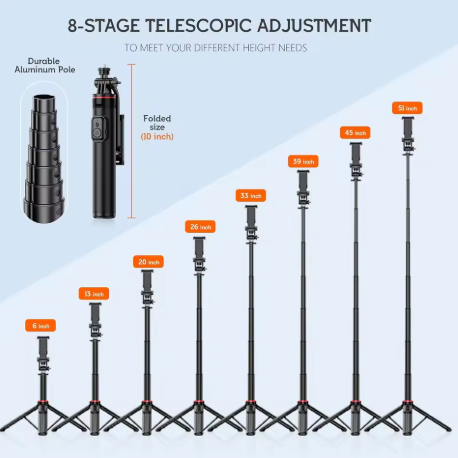 8-STAGE TELESCOPIC ADJUSTMENT
TO MEET YOUR DIFFERENT HEIGHT NEEDS
Durable
Aluminum Pole
Folded
size
(10 inch)
51 inch
45 inch
39 inch
33 inch
26 inch
20 inch
13 inch
6 inch